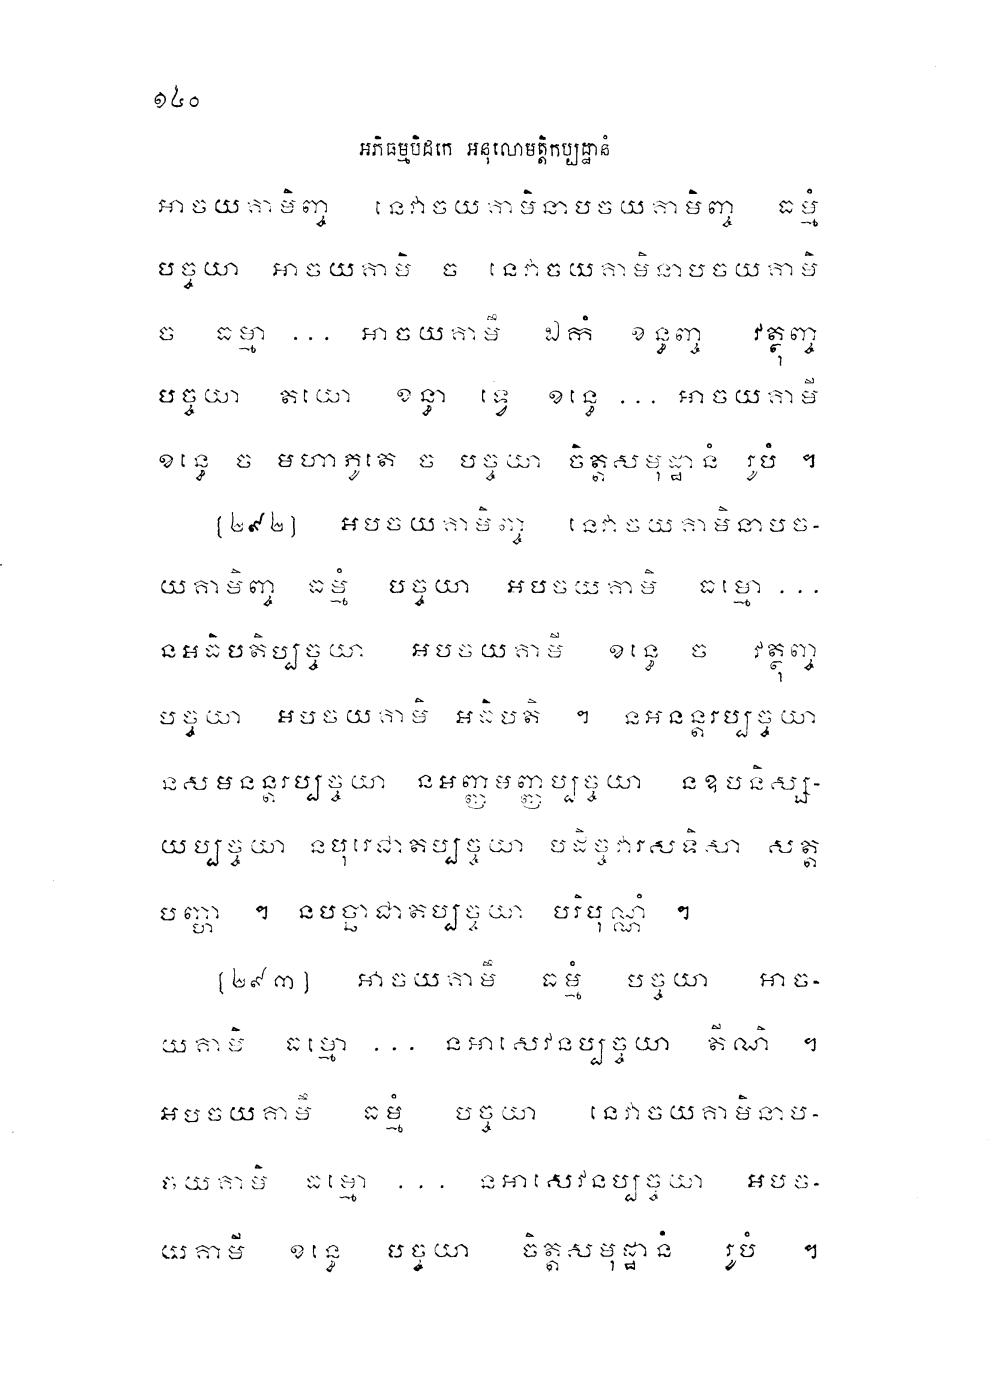 ១៤០
អភិធម្មបិដកេ អនុលោមត្តិកប្បដ្ឋានំ
អាចយគាមិញ្ច នេវាចយគាមិនាបចយគាមិញ្ច ធម្មំ
បច្ចយា អាចយគាមិ ច នេវាចយគាមិនាបចយគាមិ
ច ធម្មា ... អាចយគាមឹ ឯកំ ខន្ធញ្ច វត្ថុញ្ច
បច្ចយា តយោ ខន្ធា ទ្វេ ខន្ធេ ... អាចយគាមី
ខន្ធេ ច មហាភូតេ ច បច្ចយា ចិត្តសមុដ្ឋានំ រូបំ ។
[២៩២] អបចយគាមិញ្ច នេវាចយគាមិនាបច-
យគាមិញ្ច ធម្មំ បច្ចយា អបចយគាមិ ធម្មោ ...
នអធិបតិប្បច្ចយា អបចយគាមី ខន្ធេ ច វត្ថុញ្ច
បច្ចយា អបចយគាមិ អធិបតិ ។ នអនន្តរប្បច្ចយា
នសមនន្តរប្បច្ចយា នអញ្ញមញ្ញប្បច្ចយា នឧបនិស្ស-
យប្បច្ចយា នបុរេជាតប្បច្ចយា បដិច្ចវារសទិសា សត្ត
បញ្ហា ។ នបច្ឆាជាតប្បច្ចយា បរិបុណ្ណំ ។
[២៩៣] អាចយគាមឹ ធម្មំ បច្ចយា អាច-
យគាមិ ធម្មោ ... នអាសេវនប្បច្ចយា តីណិ ។
អបចយគាមឹ ធម្មំ បច្ចយា នេវាចយគាមិនាប-
ចយគាមិ ធម្មោ ... នអាសេវនប្បច្ចយា អបច-
យគាមី ខន្ធេ បច្ចយា ចិត្តសមុដ្ឋានំ រូបំ ។